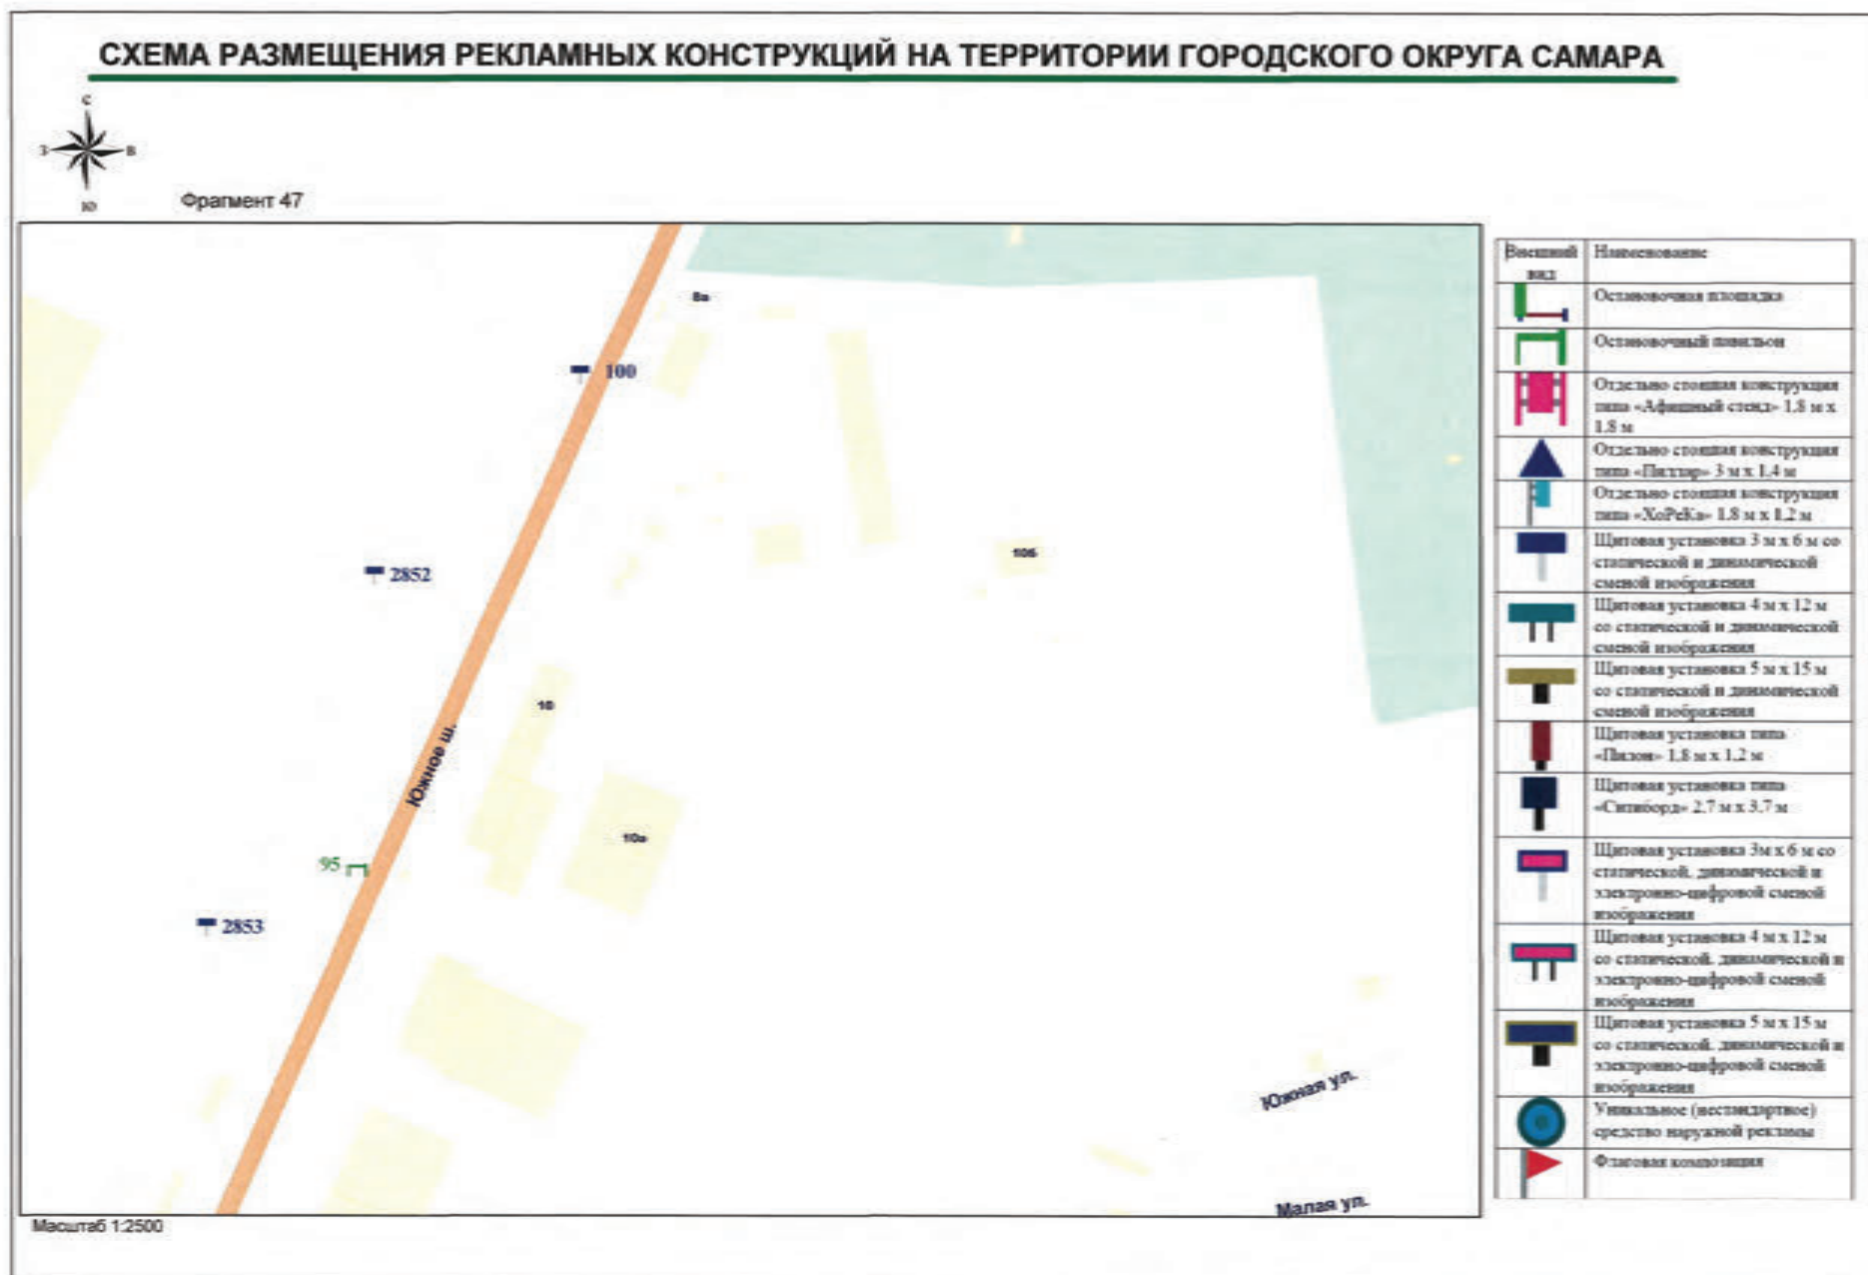 СХЕМА РАЗМЕЩЕНИЯ РЕКЛАМНЫХ КОНСТРУКЦИЙ НА ТЕРРИТОРИИ ГОРОДСКОГО ОКРУГА САМАРА
С
З
В
Ю
Фрагмент 47
8а
100
2852
10б
10
Южное ш.
10а
95
2853
Южная ул.
Малая ул.
Масштаб 1:2500
Внешний вид
Наименование
Остановочная площадка
Остановочный павильон
Отдельно стоящая конструкция
типа «Афишный стенд» 1,8 м х
1,8 м
Отдельно стоящая конструкция
типа «Пиллар» 3 м х 1,4 м
Отдельно стоящая конструкция
типа «ХоРеКа» 1,8 м х 1,2 м
Щитовая установка 3 м х 6 м со
статической и динамической
сменой изображения
Щитовая установка 4 м х 12 м
со статической и динамической
сменой изображения
Щитовая установка 5 м х 15 м
со статической и динамической
сменой изображения
Щитовая установка типа
«Пилон» 1,8 м х 1,2 м
Щитовая установка типа
«Ситиборд» 2,7 м х 3,7 м
Щитовая установка 3м х 6 м со
статической, динамической и
электронно-цифровой сменой
изображения
Щитовая установка 4 м х 12 м
со статической, динамической и
электронно-цифровой сменой
изображения
Щитовая установка 5 м х 15 м
со статической, динамической и
электронно-цифровой сменой
изображения
Уникальное (нестандартное)
средство наружной рекламы
Флаговая композиция